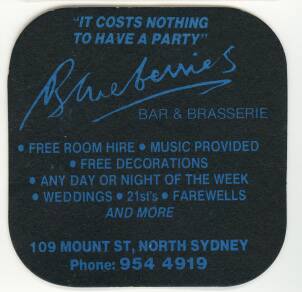 "IT COSTS NOTHING
TO HAVE A PARTY"
Blueberries
BAR & BRASSERIE
• FREE ROOM HIRE • MUSIC PROVIDED
• FREE DECORATIONS
• ANY DAY OR NIGHT OF THE WEEK
• WEDDINGS • 21st's • FAREWELLS
AND MORE
109 MOUNT ST, NORTH SYDNEY
Phone: 954 4919